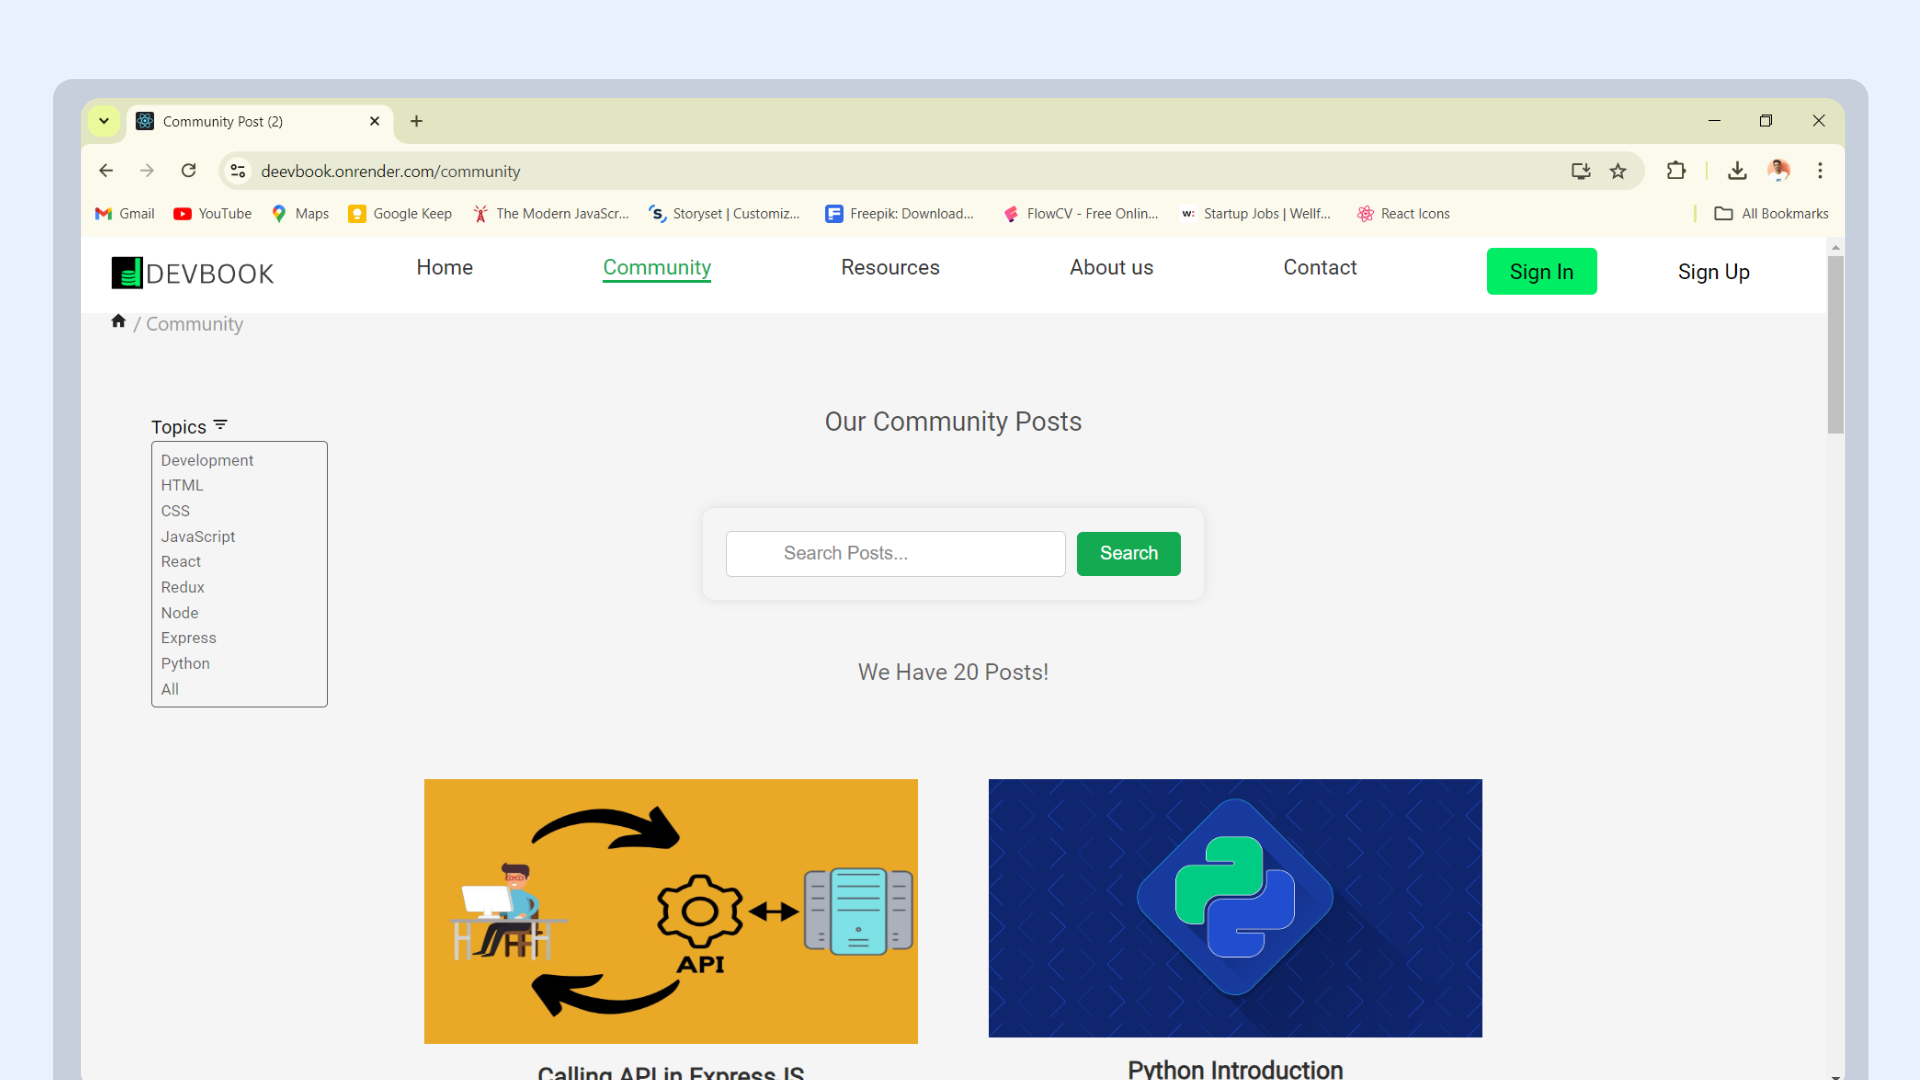 Community Post (2)
deevbook.onrender.com/community
Gmail YouTube Maps Google Keep The Modern JavaScr... Storyset | Customiz... Freepik: Download... FlowCV - Free Onlin... w: Startup Jobs | Wellf... React Icons All Bookmarks
DEVBOOK Home Community Resources About us Contact Sign In Sign Up
/ Community
Topics
Development
HTML
CSS
JavaScript
React
Redux
Node
Express
Python
All
Our Community Posts
Search Posts... Search
We Have 20 Posts!
API
Calling API in ExpressJS
Python Introduction